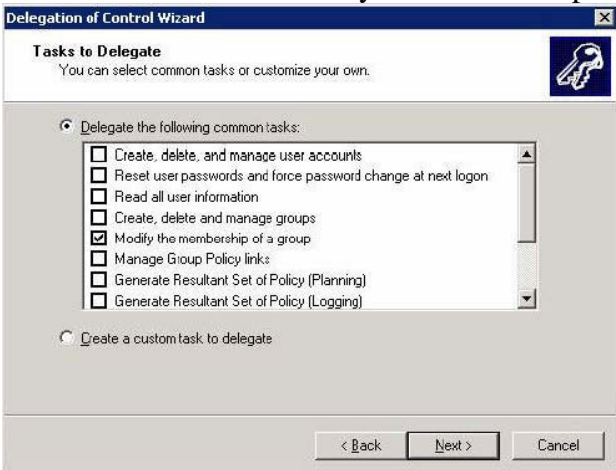 Delegation of Control Wizard
Tasks to Delegate
You can select common tasks or customize your own.
Delegate the following common tasks:
Create, delete, and manage user accounts
Reset user passwords and force password change at next logon
Read all user information
Create, delete and manage groups
Modify the membership of a group
Manage Group Policy links
Generate Resultant Set of Policy (Planning)
Generate Resultant Set of Policy (Logging)
Create a custom task to delegate
< Back Next > Cancel